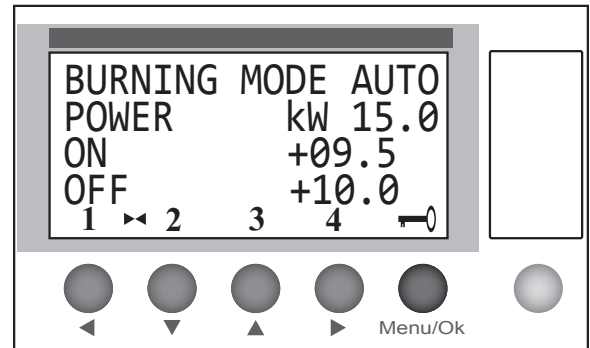 BURNING MODE AUTO
POWER kW 15.0
ON +09.5
OFF +10.0
1 2 3 4
Menu/Ok